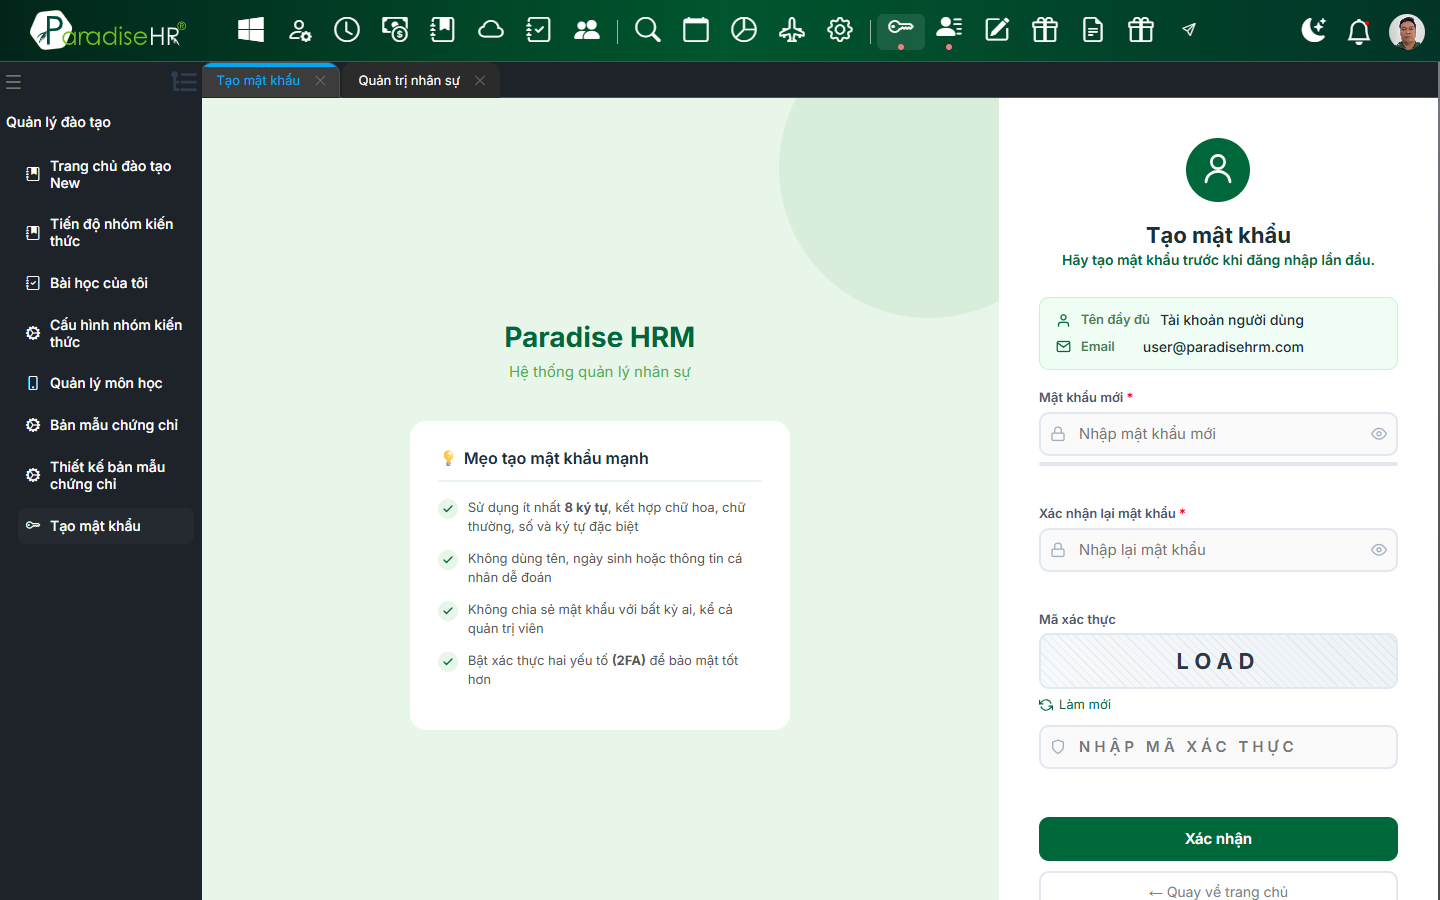 ParadiseHR®
Tạo mật khẩu
Quản trị nhân sự
Quản lý đào tạo
Trang chủ đào tạo
New
Tiến độ nhóm kiến
thức
Bài học của tôi
Cấu hình nhóm kiến
thức
Quản lý môn học
Bản mẫu chứng chỉ
Thiết kế bản mẫu
chứng chỉ
Tạo mật khẩu
Paradise HRM
Hệ thống quản lý nhân sự
Mẹo tạo mật khẩu mạnh
Sử dụng ít nhất 8 ký tự, kết hợp chữ hoa, chữ
thường, số và ký tự đặc biệt
Không dùng tên, ngày sinh hoặc thông tin cá
nhân dễ đoán
Không chia sẻ mật khẩu với bất kỳ ai, kể cả
quản trị viên
Bật xác thực hai yếu tố (2FA) để bảo mật tốt
hơn
Tạo mật khẩu
Hãy tạo mật khẩu trước khi đăng nhập lần đầu.
Tên đầy đủ Tài khoản người dùng
Email user@paradisehrm.com
Mật khẩu mới *
Nhập mật khẩu mới
Xác nhận lại mật khẩu *
Nhập lại mật khẩu
Mã xác thực
LOAD
Làm mới
NHẬP MÃ XÁC THỰC
Xác nhận
← Quay về trang chủ